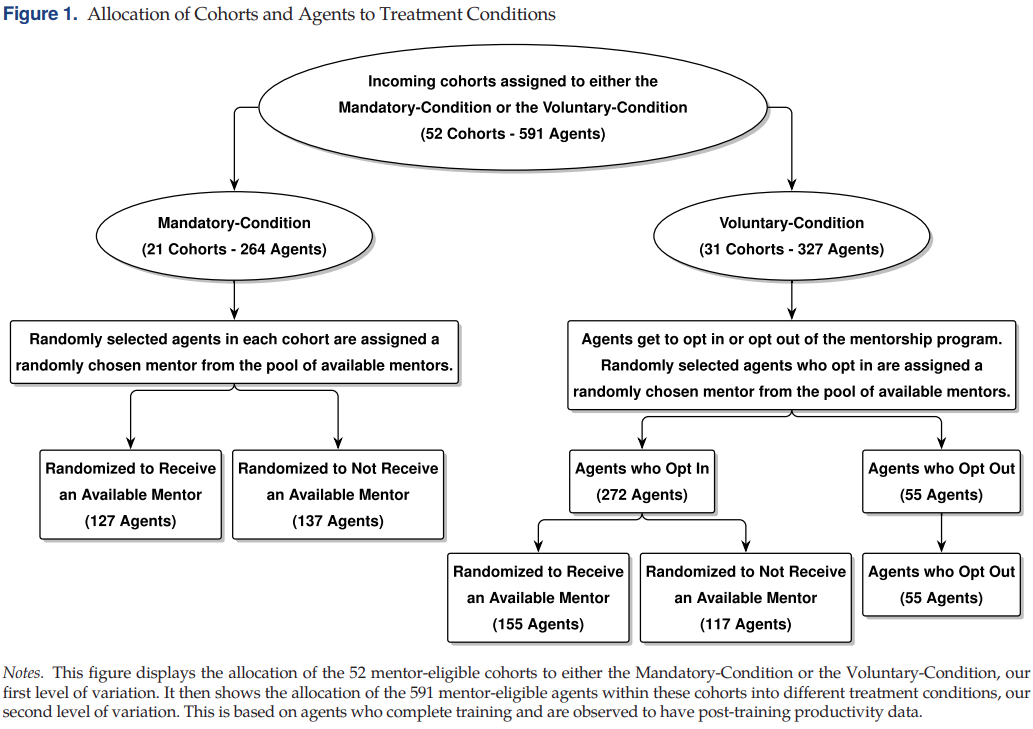 Figure 1. Allocation of Cohorts and Agents to Treatment Conditions
Incoming cohorts assigned to either the
Mandatory-Condition or the Voluntary-Condition
(52 Cohorts - 591 Agents)
Mandatory-Condition
(21 Cohorts - 264 Agents)
Voluntary-Condition
(31 Cohorts - 327 Agents)
Randomly selected agents in each cohort are assigned a
randomly chosen mentor from the pool of available mentors.
Agents get to opt in or opt out of the mentorship program.
Randomly selected agents who opt in are assigned a
randomly chosen mentor from the pool of available mentors.
Randomized to Receive
an Available Mentor
(127 Agents)
Randomized to Not Receive
an Available Mentor
(137 Agents)
Agents who Opt In
(272 Agents)
Agents who Opt Out
(55 Agents)
Randomized to Receive
an Available Mentor
(155 Agents)
Randomized to Not Receive
an Available Mentor
(117 Agents)
Agents who Opt Out
(55 Agents)
Notes. This figure displays the allocation of the 52 mentor-eligible cohorts to either the Mandatory-Condition or the Voluntary-Condition, our
first level of variation. It then shows the allocation of the 591 mentor-eligible agents within these cohorts into different treatment conditions, our
second level of variation. This is based on agents who complete training and are observed to have post-training productivity data.